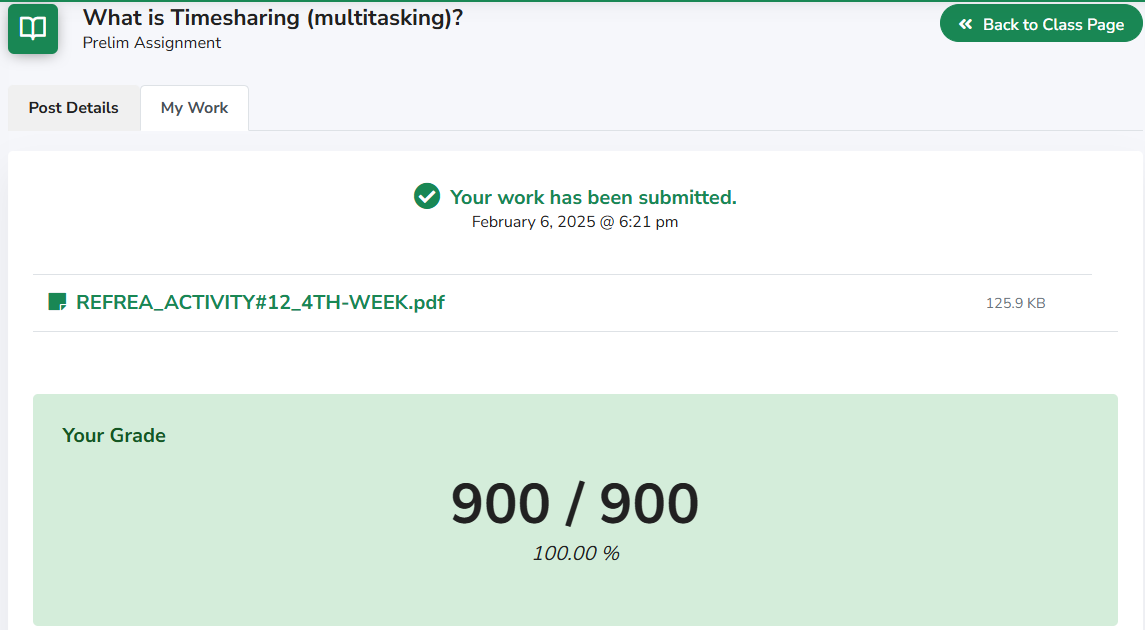 What is Timesharing (multitasking)?
Prelim Assignment
Back to Class Page
Post Details
My Work
Your work has been submitted.
February 6, 2025 @ 6:21 pm
REFREA_ACTIVITY#12_4TH-WEEK.pdf
125.9 KB
Your Grade
900 / 900
100.00 %